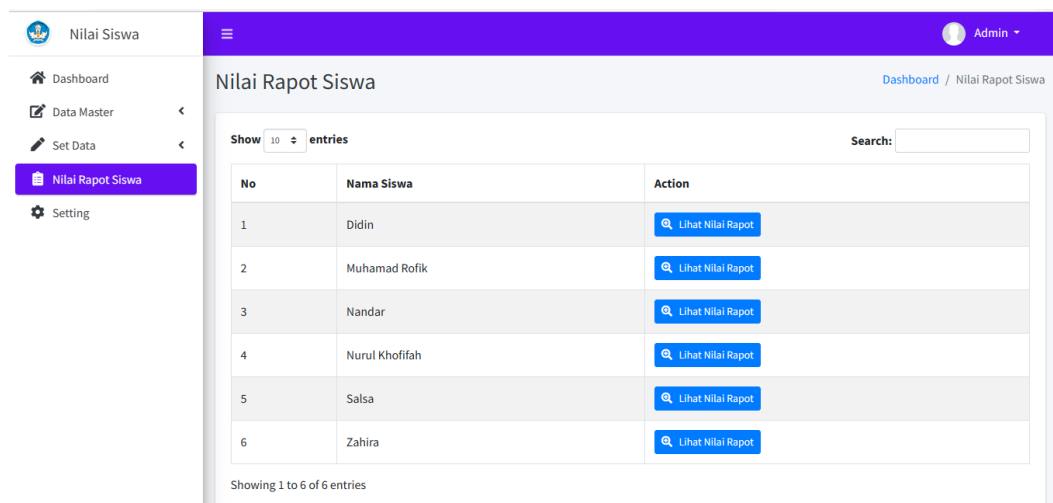 Nilai Siswa
Admin
Dashboard
Data Master
Set Data
Nilai Rapot Siswa
Setting
Nilai Rapot Siswa
Dashboard / Nilai Rapot Siswa
Show 10 entries
Search:
No Nama Siswa Action
1 Didin Lihat Nilai Rapot
2 Muhamad Rofik Lihat Nilai Rapot
3 Nandar Lihat Nilai Rapot
4 Nurul Khofifah Lihat Nilai Rapot
5 Salsa Lihat Nilai Rapot
6 Zahira Lihat Nilai Rapot
Showing 1 to 6 of 6 entries